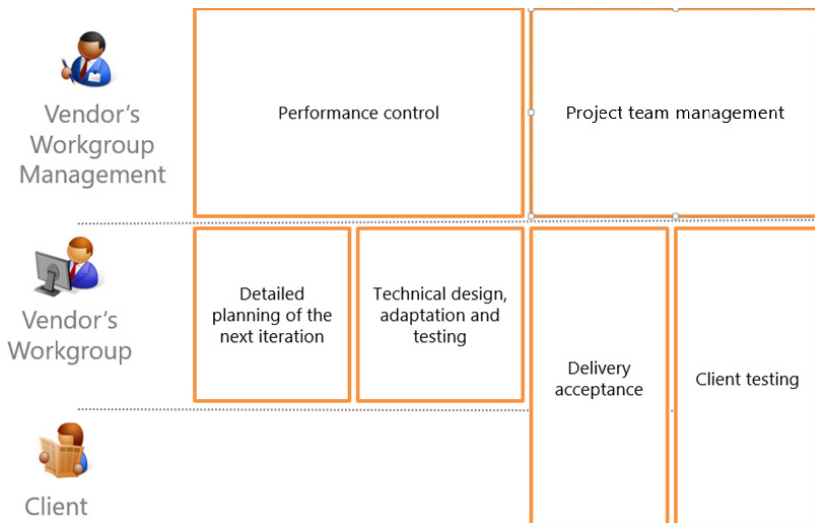 Vendor's
Workgroup
Management
Performance control
Project team management
Vendor's
Workgroup
Detailed
planning of the
next iteration
Technical design,
adaptation and
testing
Delivery
acceptance
Client testing
Client